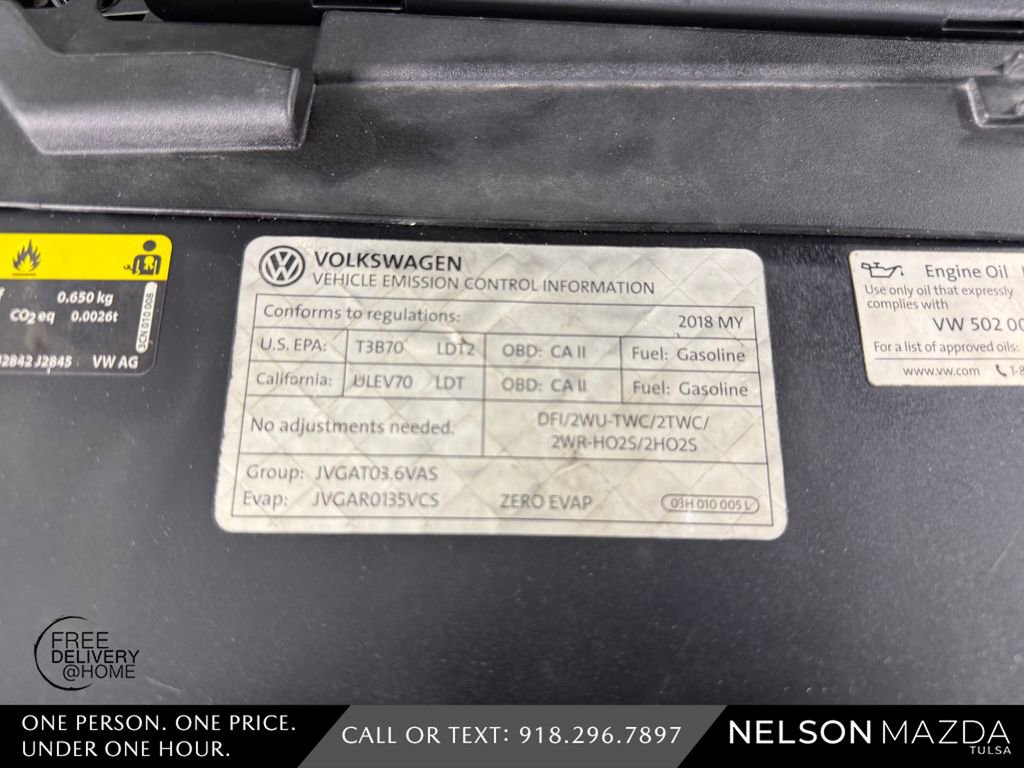 VOLKSWAGEN
VEHICLE EMISSION CONTROL INFORMATION
Conforms to regulations: 2018 MY
U.S. EPA: T3B70 LDT2 OBD: CA II Fuel: Gasoline
California: ULEV70 LDT OBD: CA II Fuel: Gasoline
No adjustments needed.
DFI/2WU-TWC/2TWC/
2WR-HO2S/2HO2S
Group: JVGAT03.6VAS
Evap: JVGAR0135VCS ZERO EVAP 03H 010 005 L
0.650 kg
CO2 eq 0.0026t
J2842 J2845 VW AG
3CN 010 008
Engine Oil
Use only oil that expressly
complies with
VW 502 00
For a list of approved oils:
www.vw.com 1-8
FREE
DELIVERY
@HOME
ONE PERSON. ONE PRICE.
UNDER ONE HOUR.
CALL OR TEXT: 918.296.7897
NELSON MAZDA
TULSA